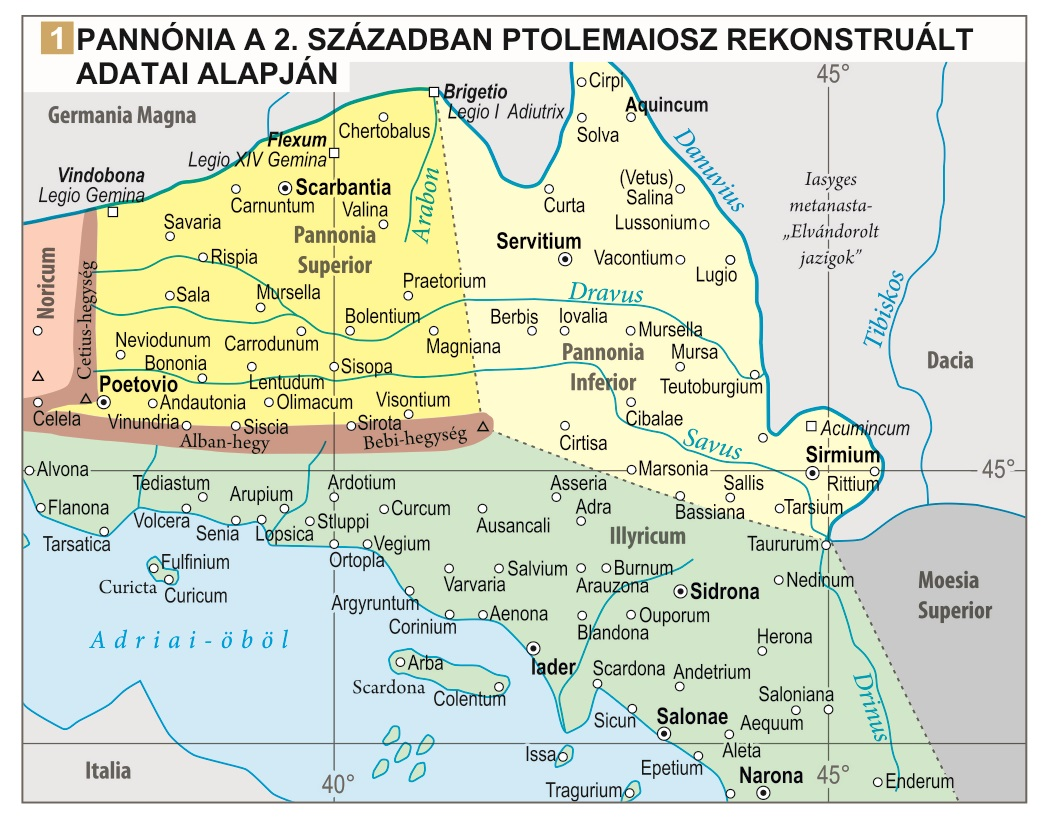 1 PANNÓNIA A 2. SZÁZADBAN PTOLEMAIOSZ REKONSTRUÁLT
ADATAI ALAPJÁN
45°
Germania Magna
Brigetio
Legio I Adiutrix
Cirpi
Aquincum
Solva
Chertobalus
Flexum
Legio XIV Gemina
Vindobona
Legio Gemina
Scarbantia
Carnuntum
Valina
Arabon
Savaria
Pannonia
Superior
Rispia
Curta
(Vetus)
Salina
Lussonium
Danuvius
Iasyges
metanasta-
„Elvándorolt
jazigok”
Servitium
Vacontium
Lugio
Noricum
Cetius-hegység
Sala
Mursella
Praetorium
Dravus
Tibiskos
Bolentium
Berbis
Iovalia
Mursella
Neviodunum
Carrodunum
Magniana
Pannonia
Inferior
Mursa
Dacia
Bononia
Sisopa
Teutoburgium
Poetovio
Lentudum
Andautonia
Olimacum
Visontium
Celela
Vinundria
Siscia
Sirota
Cibalae
Alban-hegy
Bebi-hegység
Cirtisa
Savus
Acumincum
Sirmium
Alvona
Marsonia
45°
Rittium
Tediastum
Ardotium
Asseria
Sallis
Flanona
Arupium
Curcum
Adra
Bassiana
Tarsium
Volcera
Stluppi
Ausancali
Senia
Lopsica
Illyricum
Tarsatica
Ortopla
Vegium
Taururum
Fulfinium
Salvium
Burnum
Curicta
Curicum
Varvaria
Arauzona
Sidrona
Nedinum
Moesia
Superior
Argyruntum
Aenona
Ouporum
Corinium
Blandona
Herona
Adriai-öböl
Iader
Arba
Scardona
Scardona
Andetrium
Colentum
Saloniana
Drinus
Sicun
Salonae
Aequum
Aleta
Issa
Epetium
Italia
40°
Narona
45°
Enderum
Tragurium